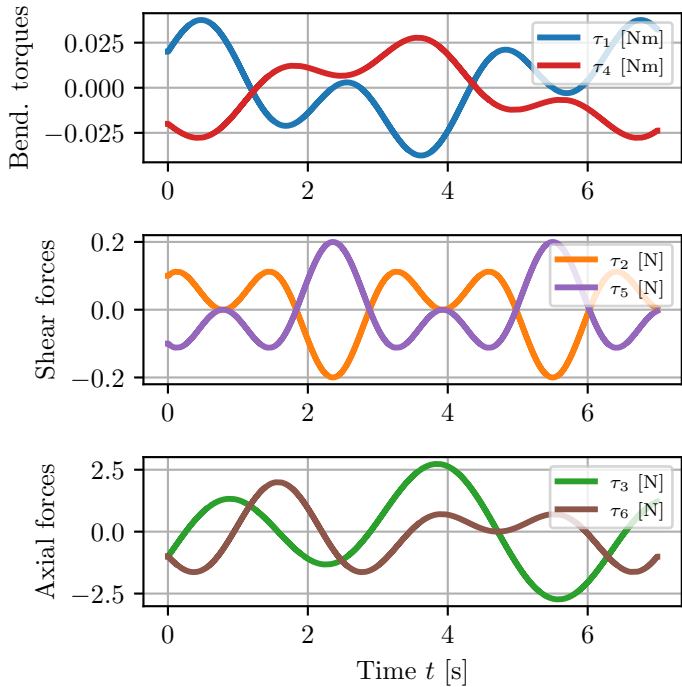 Bend. torques
0.025
0.000
−0.025
τ₁ [Nm]
τ₄ [Nm]
0 2 4 6
Shear forces
0.2
0.0
−0.2
τ₂ [N]
τ₅ [N]
0 2 4 6
Axial forces
2.5
0.0
−2.5
τ₃ [N]
τ₆ [N]
0 2 4 6
Time t [s]